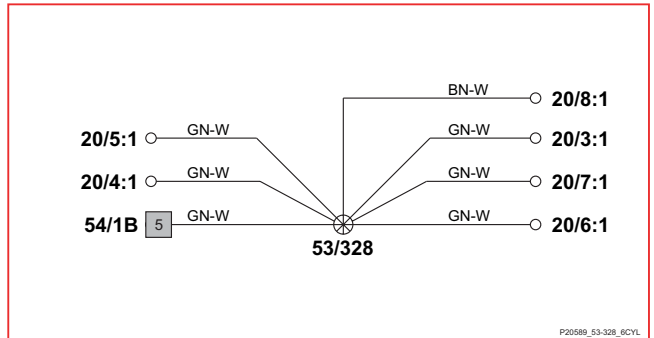 BN-W
20/8:1
20/5:1 GN-W
GN-W 20/3:1
20/4:1 GN-W
GN-W 20/7:1
54/1B 5 GN-W
GN-W 20/6:1
53/328
P20589_53-328_6CYL